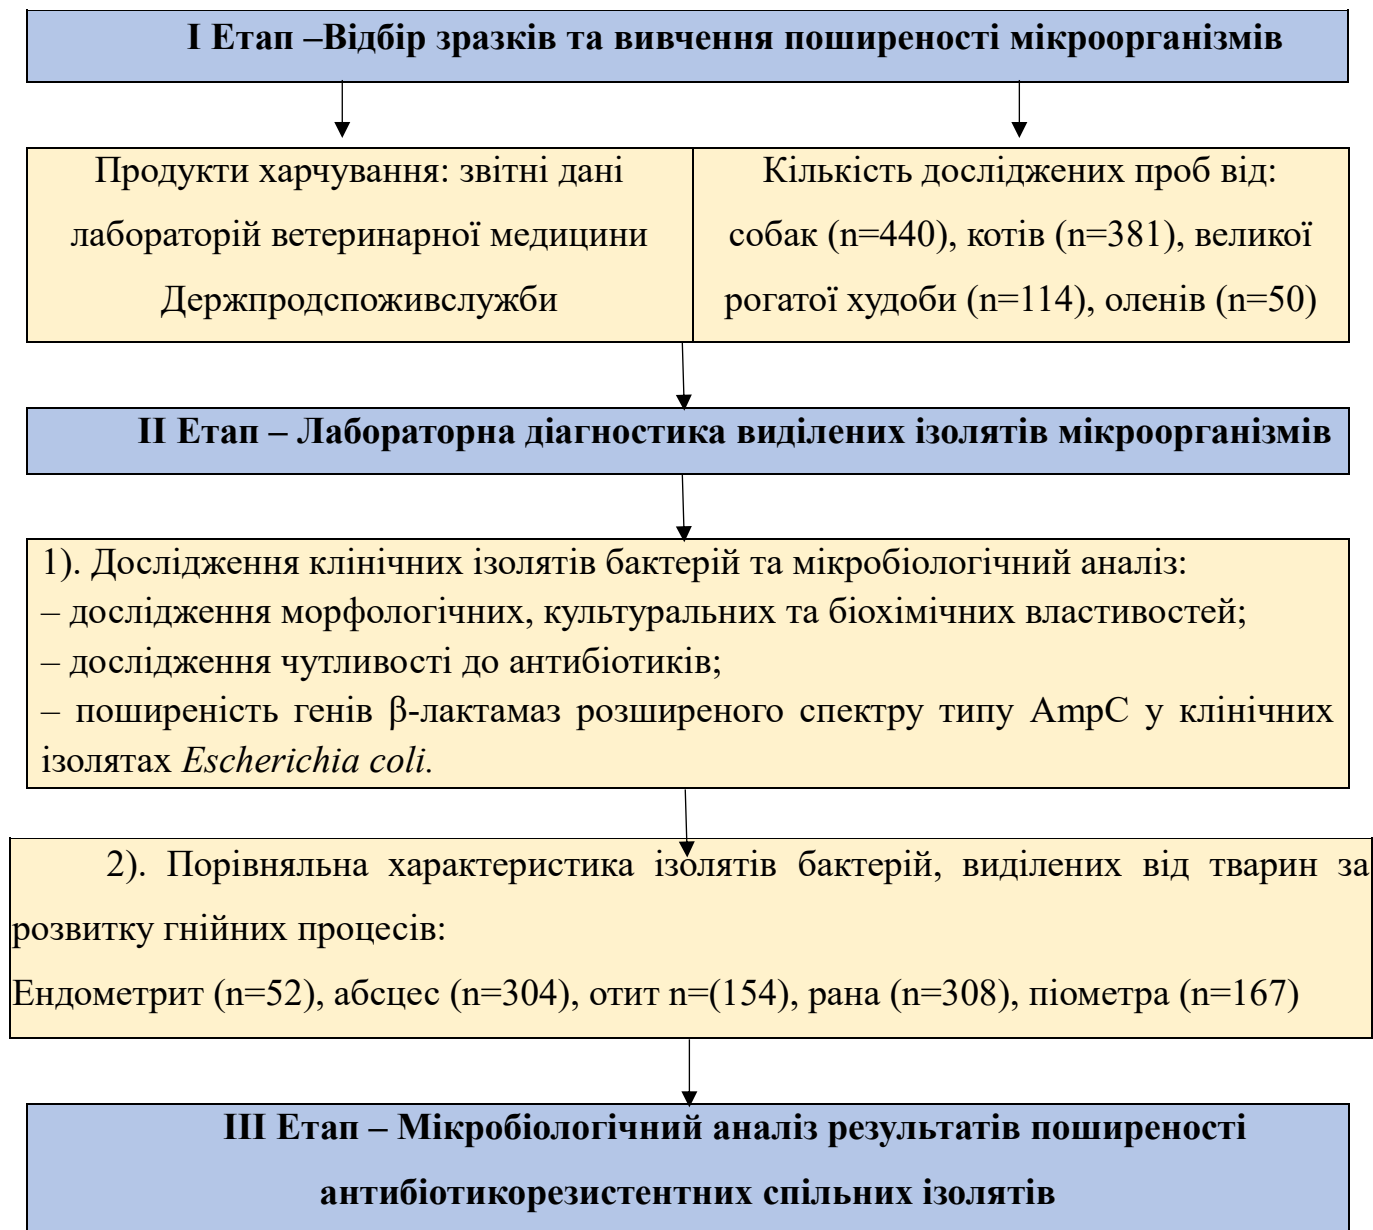 І Етап –Відбір зразків та вивчення поширеності мікроорганізмів
Продукти харчування: звітні дані
лабораторій ветеринарної медицини
Держпродспоживслужби
Кількість досліджених проб від:
собак (n=440), котів (n=381), великої
рогатої худоби (n=114), оленів (n=50)
ІІ Етап – Лабораторна діагностика виділених ізолятів мікроорганізмів
1). Дослідження клінічних ізолятів бактерій та мікробіологічний аналіз:
– дослідження морфологічних, культуральних та біохімічних властивостей;
– дослідження чутливості до антибіотиків;
– поширеність генів β-лактамаз розширеного спектру типу AmpC у клінічних
ізолятах Escherichia coli.
2). Порівняльна характеристика ізолятів бактерій, виділених від тварин за
розвитку гнійних процесів:
Ендометрит (n=52), абсцес (n=304), отит n=(154), рана (n=308), піометра (n=167)
ІІІ Етап – Мікробіологічний аналіз результатів поширеності
антибіотикорезистентних спільних ізолятів